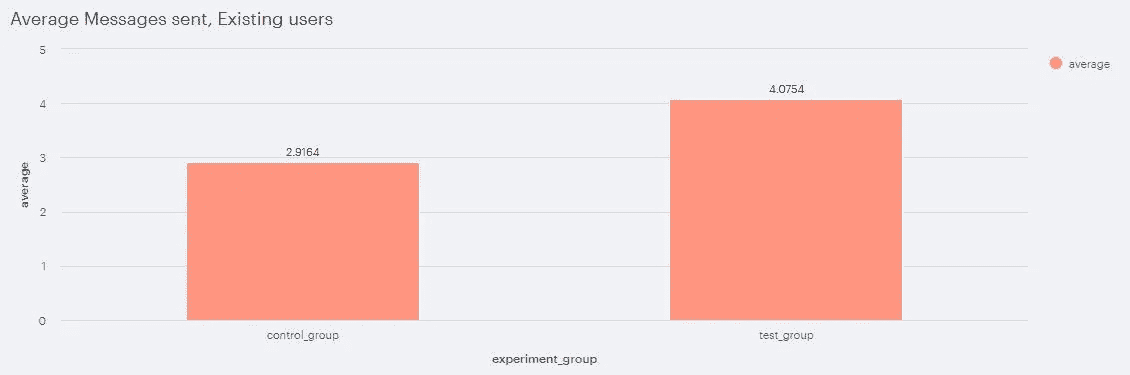 Average Messages sent, Existing users
5
average
4.0754
4
2.9164
3
average
2
1
0
control_group
test_group
experiment_group